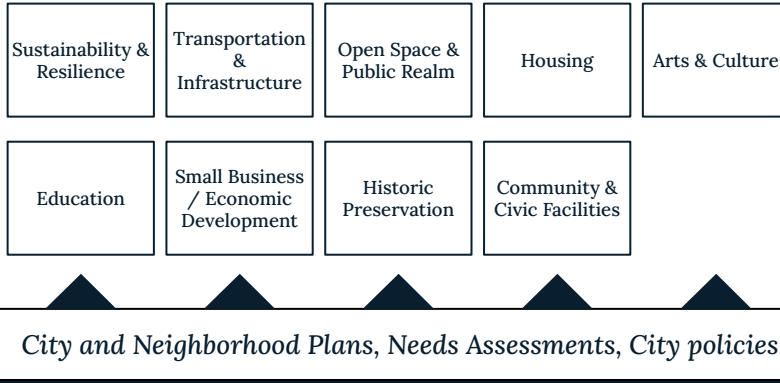 Sustainability &
Resilience
Transportation
&
Infrastructure
Open Space &
Public Realm
Housing
Arts & Culture
Education
Small Business
/ Economic
Development
Historic
Preservation
Community &
Civic Facilities
City and Neighborhood Plans, Needs Assessments, City policies